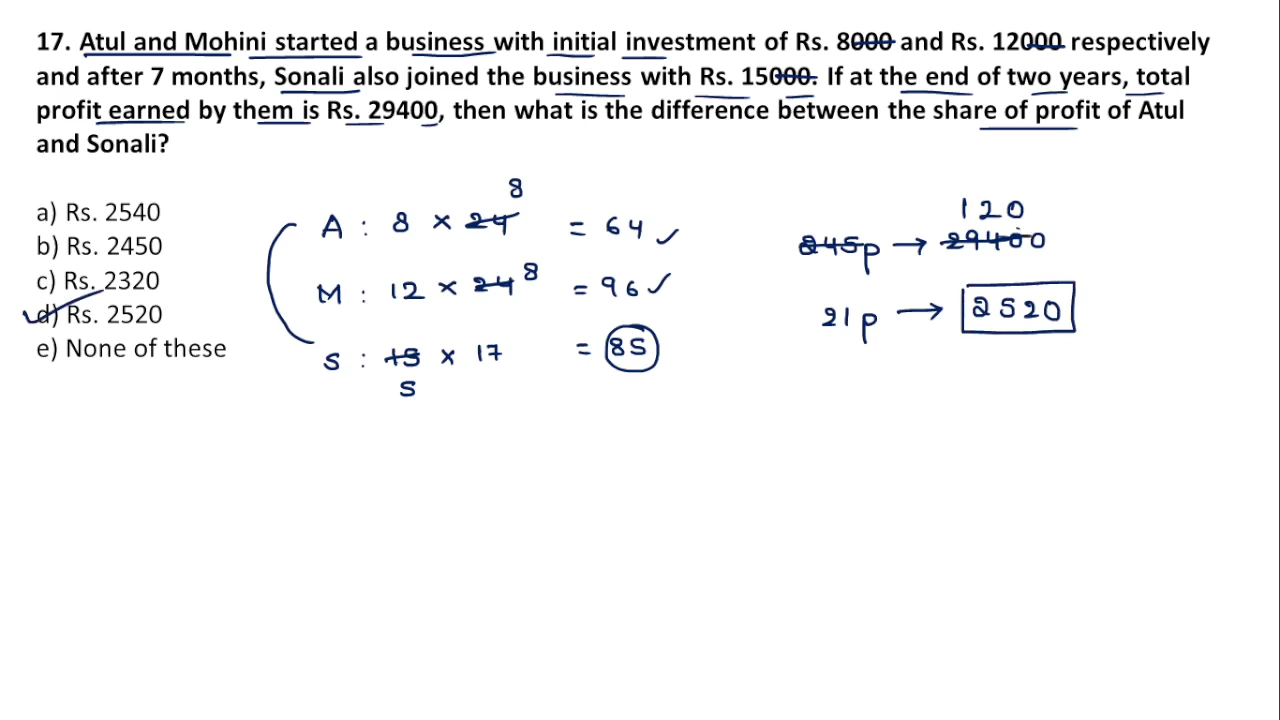 17. Atul and Mohini started a business with initial investment of Rs. 8000 and Rs. 12000 respectively
and after 7 months, Sonali also joined the business with Rs. 15000. If at the end of two years, total
profit earned by them is Rs. 29400, then what is the difference between the share of profit of Atul
and Sonali?
a) Rs. 2540
b) Rs. 2450
c) Rs. 2320
d) Rs. 2520
e) None of these
8
A : 8 × 24 = 64 ✓
M : 12 × 24 8 = 96 ✓
S : 15 × 17 = 85
5
120
245p → 29400
21p → 2520